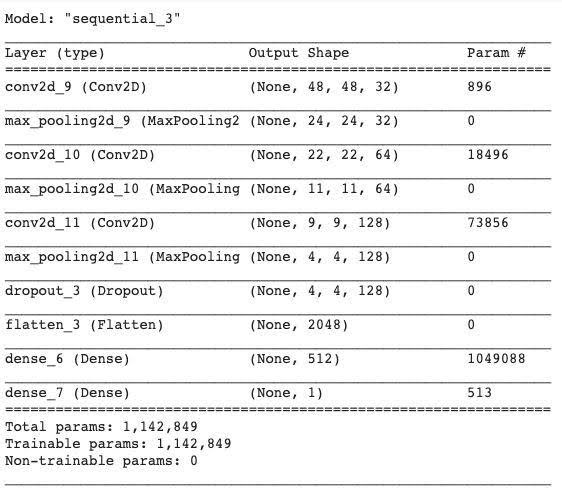 Model: "sequential_3"
Layer (type) Output Shape Param #
conv2d_9 (Conv2D) (None, 48, 48, 32) 896
max_pooling2d_9 (MaxPooling2 (None, 24, 24, 32) 0
conv2d_10 (Conv2D) (None, 22, 22, 64) 18496
max_pooling2d_10 (MaxPooling (None, 11, 11, 64) 0
conv2d_11 (Conv2D) (None, 9, 9, 128) 73856
max_pooling2d_11 (MaxPooling (None, 4, 4, 128) 0
dropout_3 (Dropout) (None, 4, 4, 128) 0
flatten_3 (Flatten) (None, 2048) 0
dense_6 (Dense) (None, 512) 1049088
dense_7 (Dense) (None, 1) 513
Total params: 1,142,849
Trainable params: 1,142,849
Non-trainable params: 0